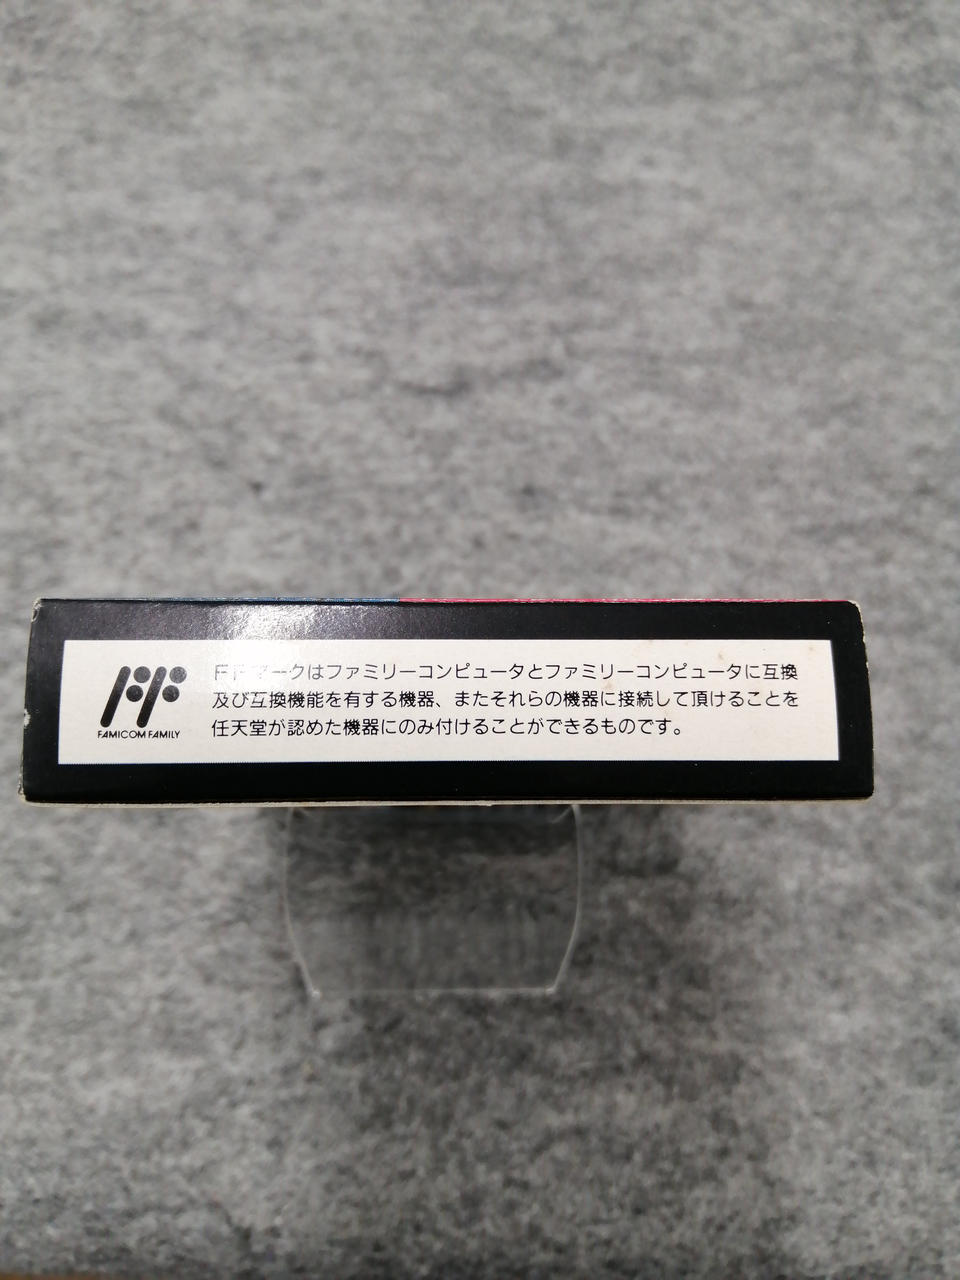 FFマークはファミリーコンピュータとファミリーコンピュータに互換
及び互換機能を有する機器、またそれらの機器に接続して頂けることを
任天堂が認めた機器にのみ付けることができるものです。
FAMICOM FAMILY